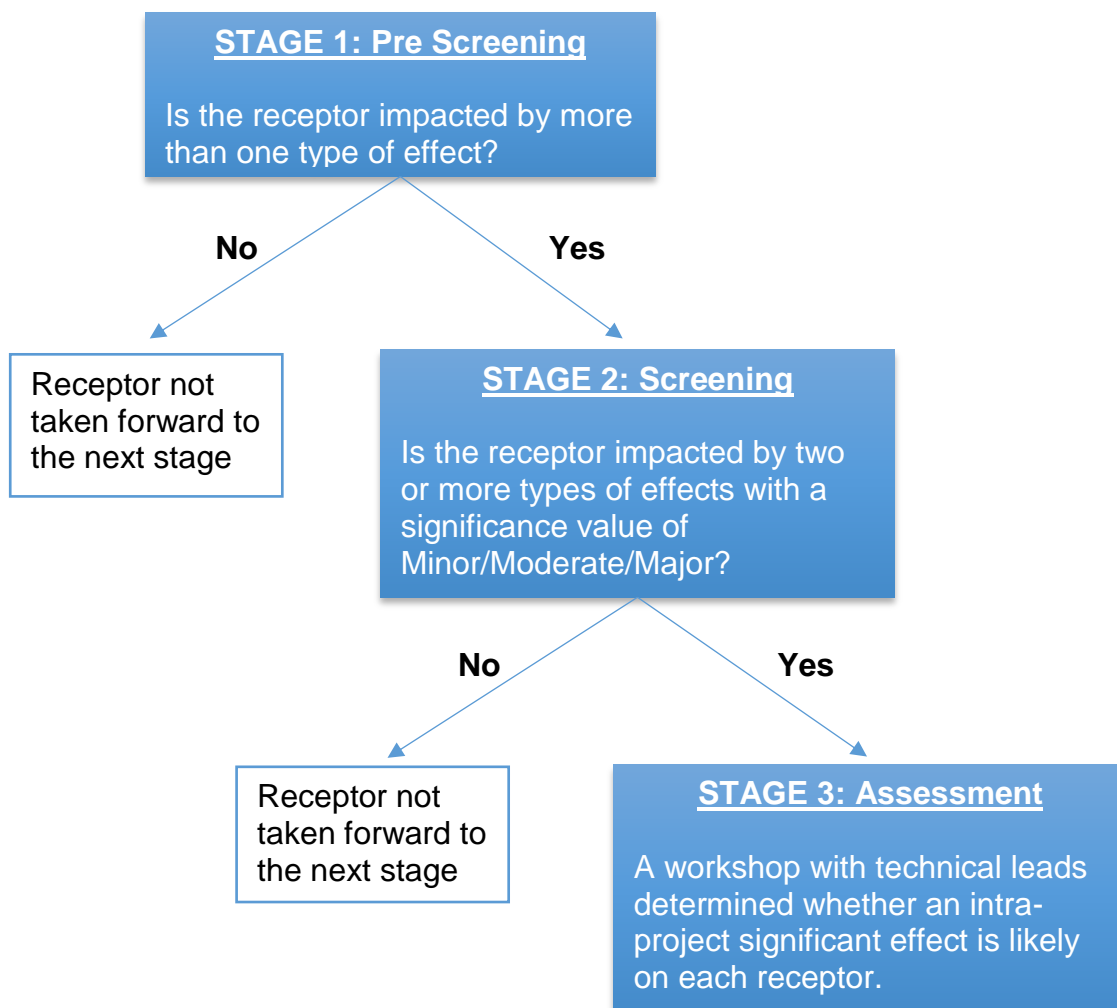 STAGE 1: Pre Screening
Is the receptor impacted by more
than one type of effect?
No
Yes
Receptor not
taken forward to
the next stage
STAGE 2: Screening
Is the receptor impacted by two
or more types of effects with a
significance value of
Minor/Moderate/Major?
No
Yes
Receptor not
taken forward to
the next stage
STAGE 3: Assessment
A workshop with technical leads
determined whether an intra-
project significant effect is likely
on each receptor.